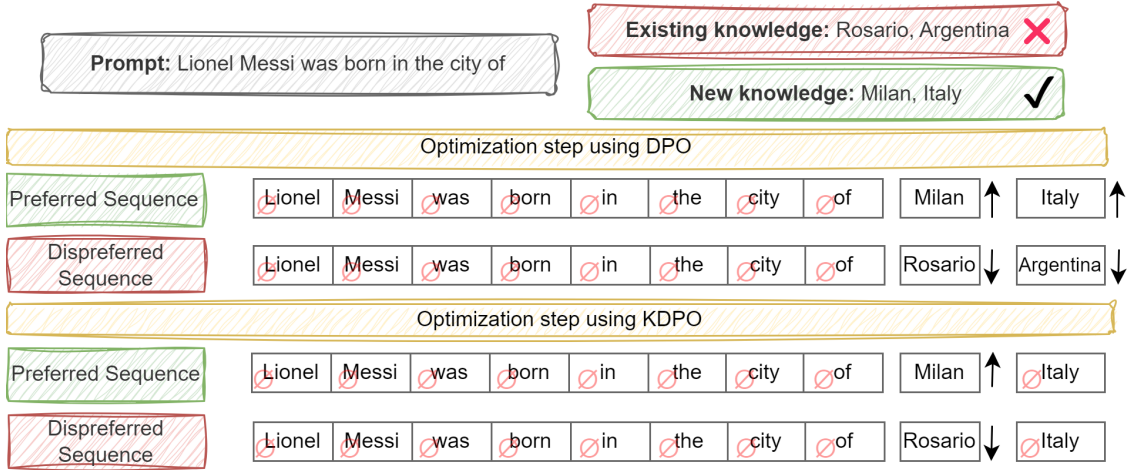 Prompt: Lionel Messi was born in the city of
Existing knowledge: Rosario, Argentina
New knowledge: Milan, Italy
Optimization step using DPO
Preferred Sequence Lionel Messi was born in the city of Milan Italy
Dispreferred
Sequence
Lionel Messi was born in the city of Rosario Argentina
Optimization step using KDPO
Preferred Sequence Lionel Messi was born in the city of Milan Italy
Dispreferred
Sequence
Lionel Messi was born in the city of Rosario Italy